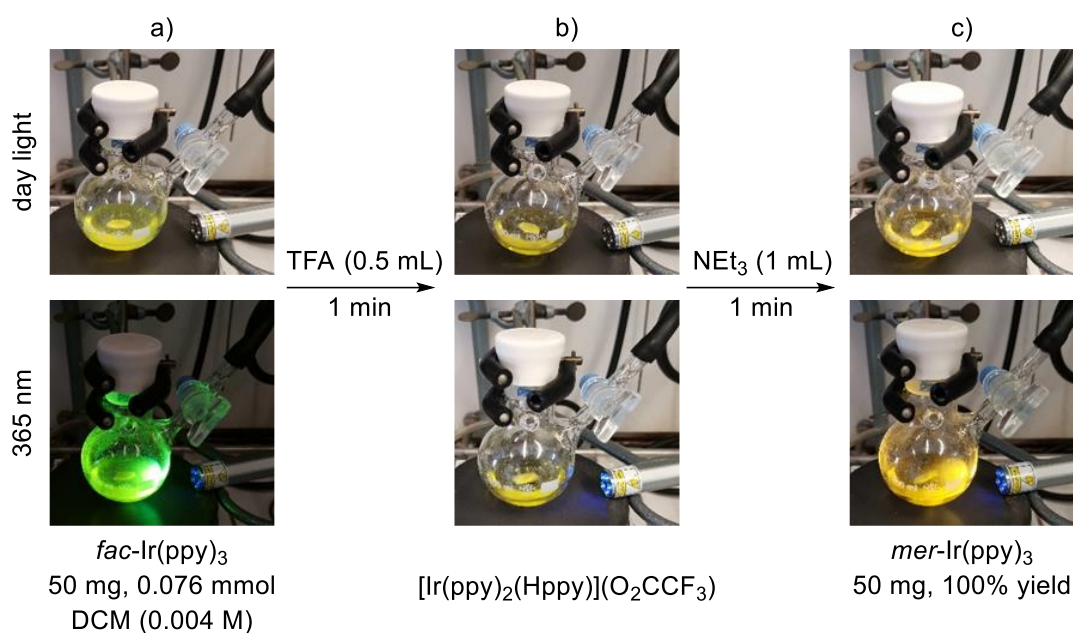 a)
b)
c)
day light
TFA (0.5 mL)
1 min
NEt₃ (1 mL)
1 min
365 nm
fac-Ir(ppy)₃
50 mg, 0.076 mmol
DCM (0.004 M)
[Ir(ppy)₂(Hppy)](O₂CCF₃)
mer-Ir(ppy)₃
50 mg, 100% yield